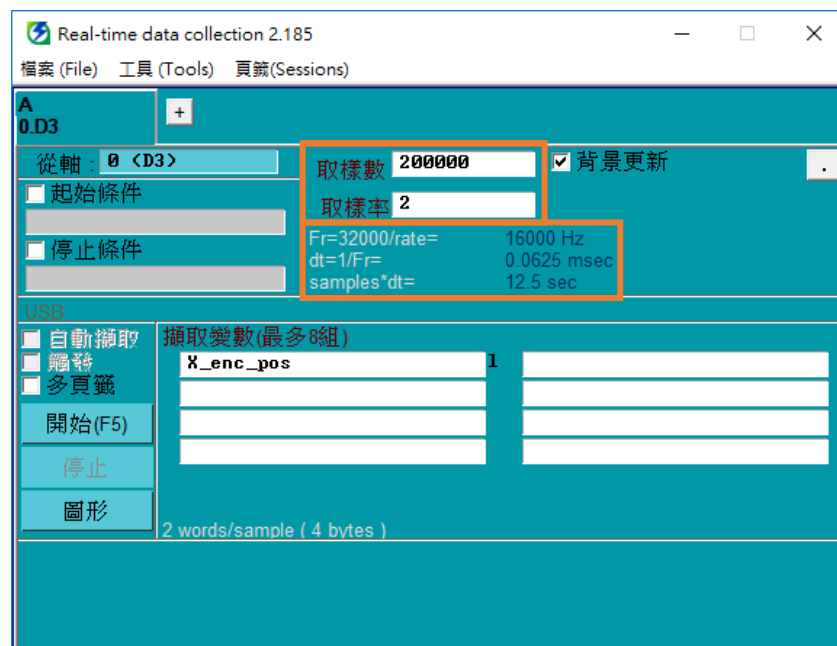 Real-time data collection 2.185
檔案 (File) 工具 (Tools) 頁籤(Sessions)
A
0.D3
+
從軸 : 0 (D3)
取樣數 200000
背景更新
.
起始條件
取樣率 2
停止條件
Fr=32000/rate= 16000 Hz
dt=1/Fr= 0.0625 msec
samples*dt= 12.5 sec
USB
自動擷取
觸發
多頁籤
擷取變數(最多8組)
X_enc_pos 1
開始(F5)
停止
圖形
2 words/sample ( 4 bytes )